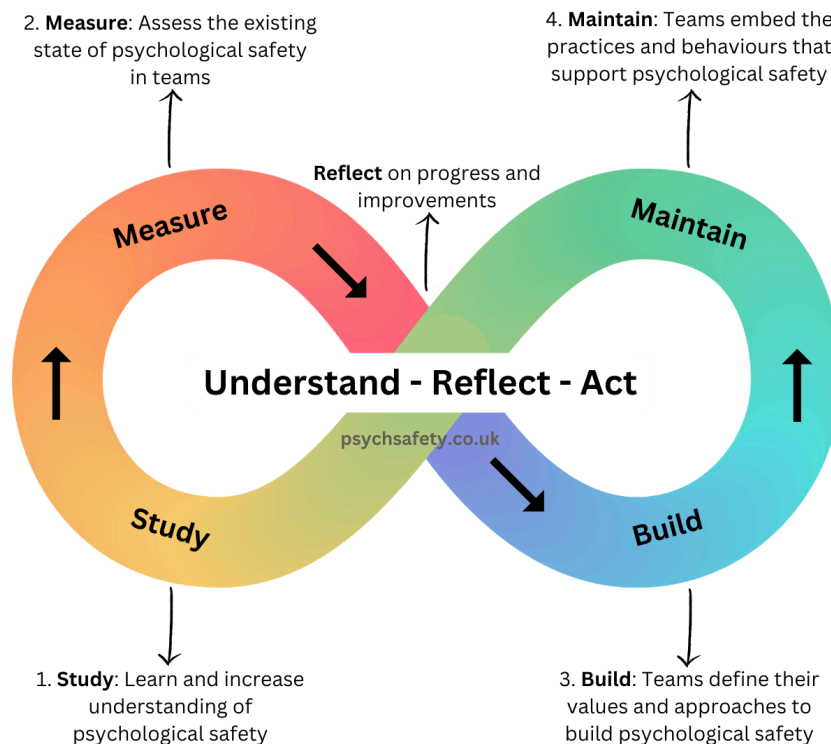 2. Measure: Assess the existing
state of psychological safety
in teams
4. Maintain: Teams embed the
practices and behaviours that
support psychological safety
Reflect on progress and
improvements
Measure
Maintain
Understand - Reflect - Act
psychsafety.co.uk
Study
Build
1. Study: Learn and increase
understanding of
psychological safety
3. Build: Teams define their
values and approaches to
build psychological safety